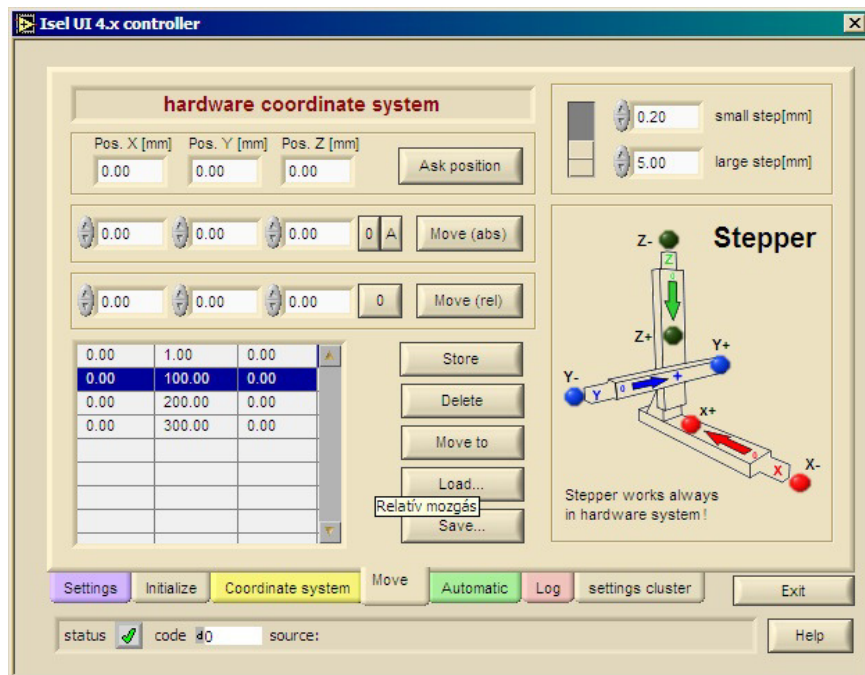 Isel UI 4.x controller
hardware coordinate system
Pos. X [mm] Pos. Y [mm] Pos. Z [mm]
0.00 0.00 0.00 Ask position
0.00 0.00 0.00 0 A Move (abs)
0.00 0.00 0.00 0 Move (rel)
0.00 1.00 0.00
0.00 100.00 0.00
0.00 200.00 0.00
0.00 300.00 0.00
Store
Delete
Move to
Load...
Relatív mozgás
Save...
0.20 small step[mm]
5.00 large step[mm]
Stepper
Z-
Z
0
Z+
Y+
Y-
Y 0 +
X+
0
X
X-
Stepper works always
in hardware system!
Settings Initialize Coordinate system Move Automatic Log settings cluster Exit
status code d0 source: Help